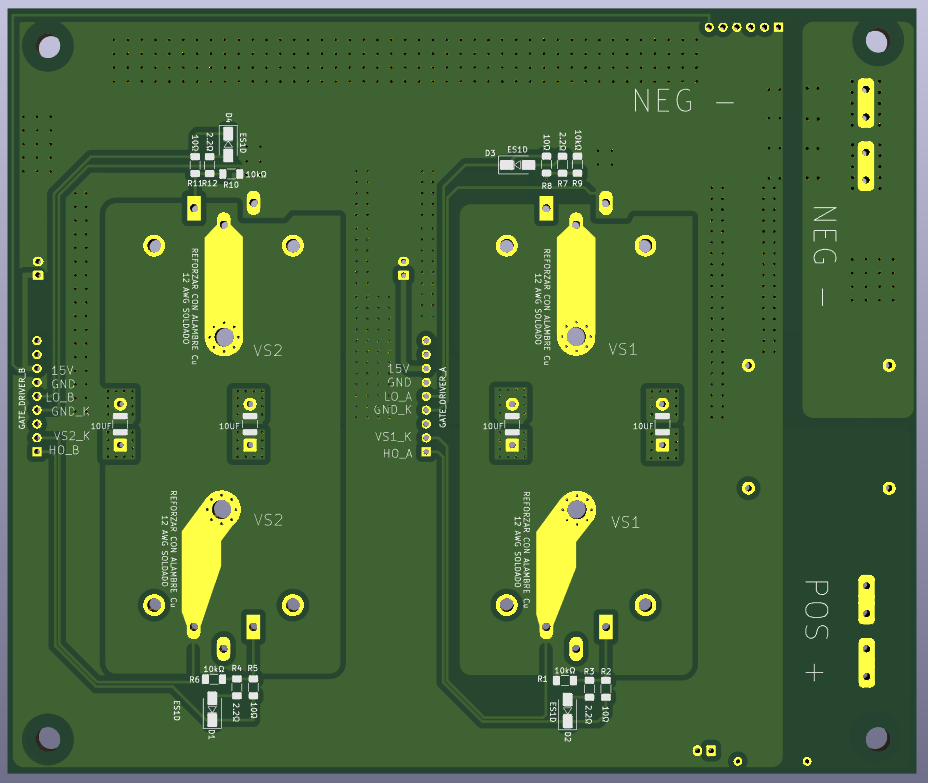 NEG -
D4
ES1D
10Ω
2.2Ω
10kΩ
R11
R12
R10
D3
ES1D
10Ω
2.2Ω
10kΩ
R8
R7
R9
NEG -
REFORZAR CON ALAMBRE Cu
12 AWG SOLDADO
VS2
REFORZAR CON ALAMBRE Cu
12 AWG SOLDADO
VS1
GATE_DRIVER_B
15V
GND
LO_B
GND_K
VS2_K
HO_B
10UF
10UF
15V
GND
LO_A
GND_K
VS1_K
HO_A
GATE_DRIVER_A
10UF
10UF
REFORZAR CON ALAMBRE Cu
12 AWG SOLDADO
VS2
REFORZAR CON ALAMBRE Cu
12 AWG SOLDADO
VS1
POS +
R6
10kΩ
R4
R5
ES1D
D1
2.2Ω
10Ω
R1
10kΩ
R3
R2
ES1D
D2
2.2Ω
10Ω